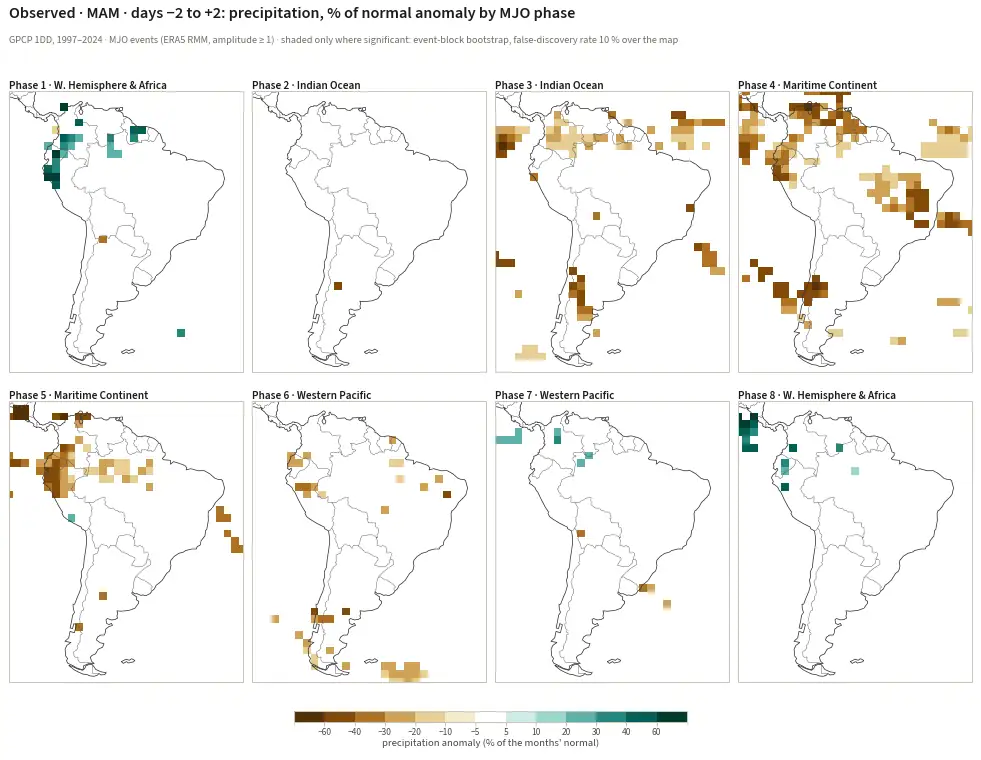 Observed · MAM · days −2 to +2: precipitation, % of normal anomaly by MJO phase
GPCP 1DD, 1997–2024 · MJO events (ERA5 RMM, amplitude ≥ 1) · shaded only where significant: event-block bootstrap, false-discovery rate 10 % over the map
Phase 1 · W. Hemisphere & Africa
Phase 2 · Indian Ocean
Phase 3 · Indian Ocean
Phase 4 · Maritime Continent
Phase 5 · Maritime Continent
Phase 6 · Western Pacific
Phase 7 · Western Pacific
Phase 8 · W. Hemisphere & Africa
−60 −40 −30 −20 −10 −5 5 10 20 30 40 60
precipitation anomaly (% of the months' normal)